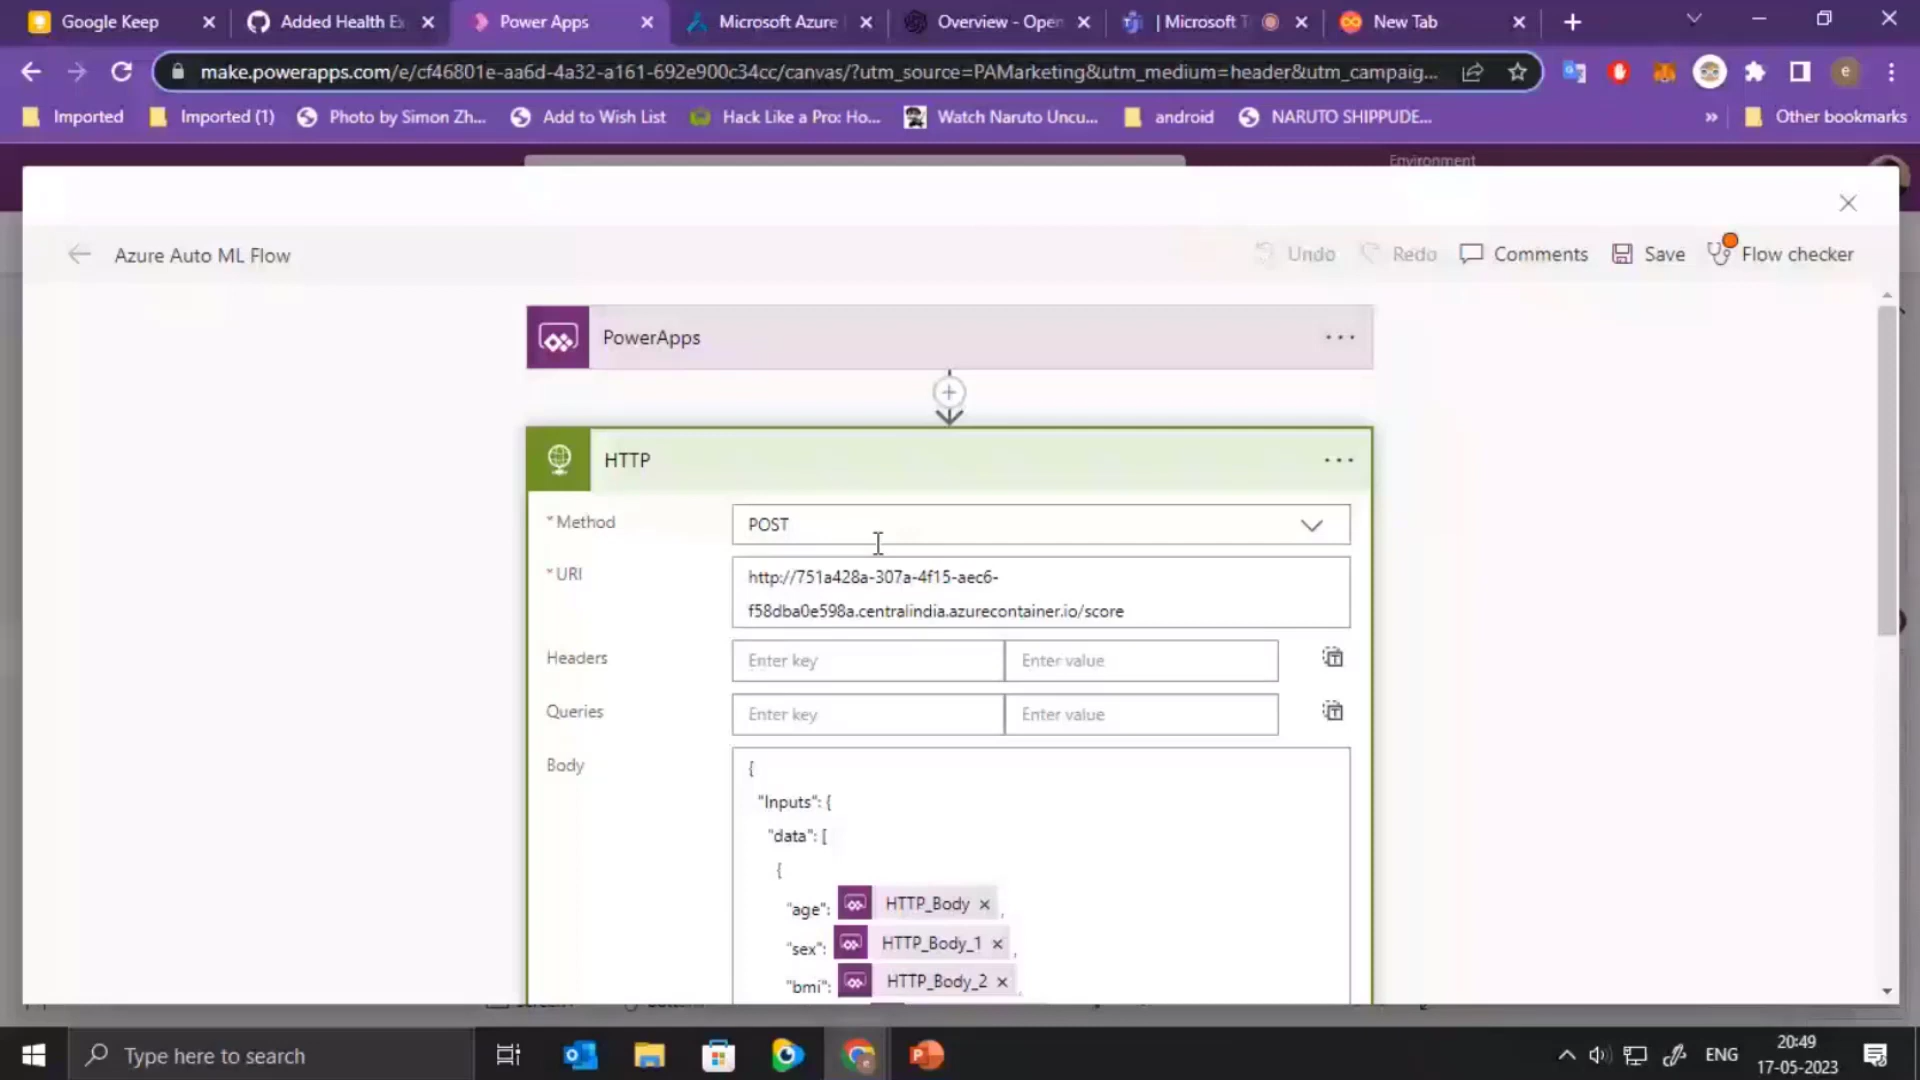 Google Keep
Added Health Ex
Power Apps
Microsoft Azure
Overview - Open
| Microsoft T
New Tab
make.powerapps.com/e/cf46801e-aa6d-4a32-a161-692e900c34cc/canvas/?utm_source=PAMarketing&utm_medium=header&utm_campaig...
e
Imported
Imported (1)
Photo by Simon Zh...
Add to Wish List
Hack Like a Pro: Ho...
Watch Naruto Uncu...
android
NARUTO SHIPPUDE...
»
Other bookmarks
Environment
Azure Auto ML Flow
Undo
Redo
Comments
Save
Flow checker
PowerApps
HTTP
* Method
POST
* URI
http://751a428a-307a-4f15-aec6-
f58dba0e598a.centralindia.azurecontainer.io/score
Headers
Enter key
Enter value
Queries
Enter key
Enter value
Body
{
"Inputs": {
"data": [
{
"age": HTTP_Body ,
"sex": HTTP_Body_1 ,
"bmi": HTTP_Body_2 ,
Type here to search
ENG
20:49
17-05-2023